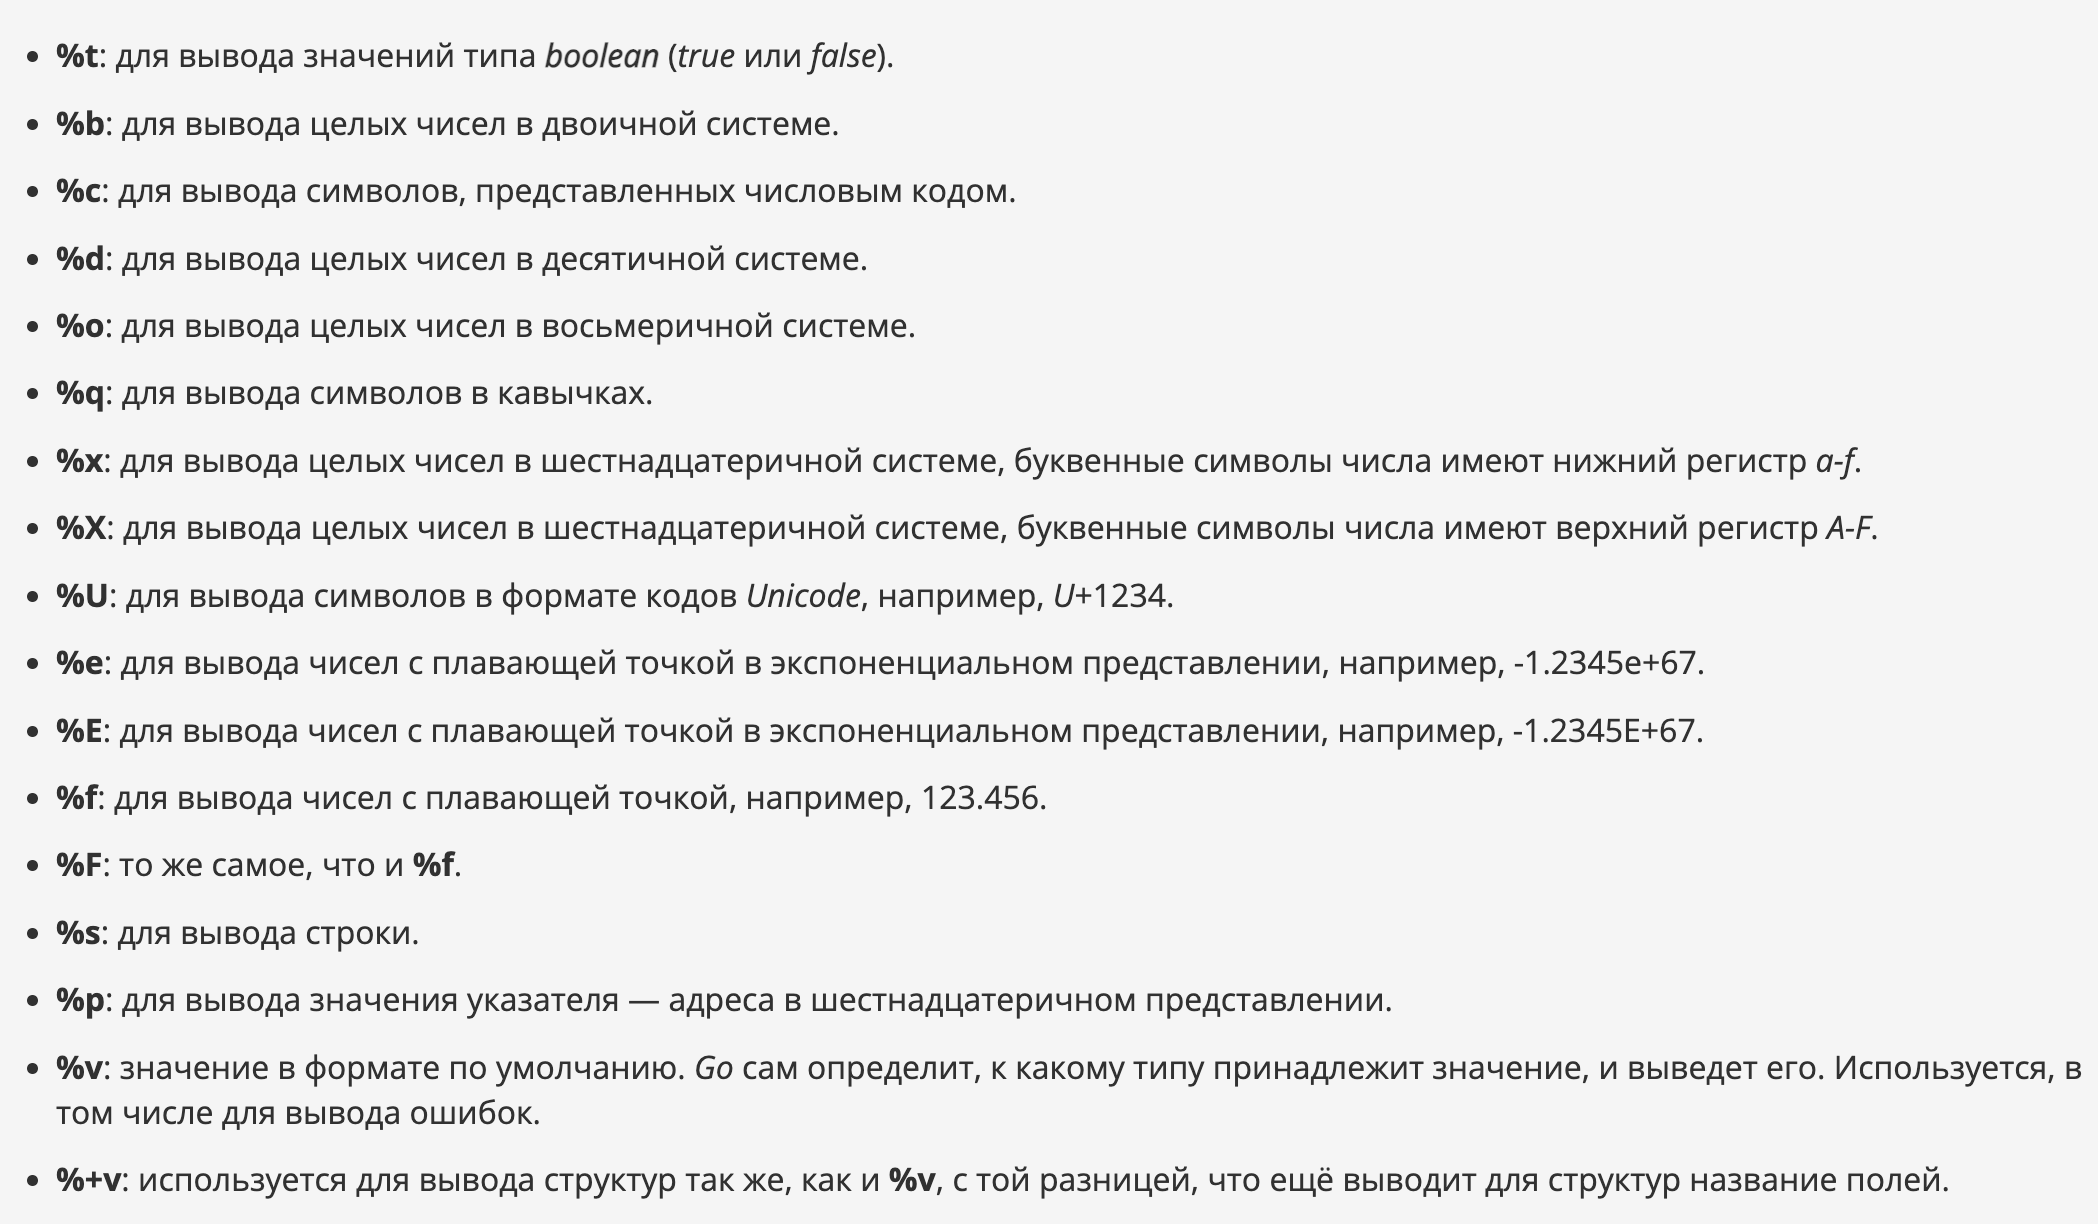 • %t: для вывода значений типа boolean (true или false).
• %b: для вывода целых чисел в двоичной системе.
• %c: для вывода символов, представленных числовым кодом.
• %d: для вывода целых чисел в десятичной системе.
• %o: для вывода целых чисел в восьмеричной системе.
• %q: для вывода символов в кавычках.
• %x: для вывода целых чисел в шестнадцатеричной системе, буквенные символы числа имеют нижний регистр a-f.
• %X: для вывода целых чисел в шестнадцатеричной системе, буквенные символы числа имеют верхний регистр A-F.
• %U: для вывода символов в формате кодов Unicode, например, U+1234.
• %e: для вывода чисел с плавающей точкой в экспоненциальном представлении, например, -1.2345e+67.
• %E: для вывода чисел с плавающей точкой в экспоненциальном представлении, например, -1.2345E+67.
• %f: для вывода чисел с плавающей точкой, например, 123.456.
• %F: то же самое, что и %f.
• %s: для вывода строки.
• %p: для вывода значения указателя — адреса в шестнадцатеричном представлении.
• %v: значение в формате по умолчанию. Go сам определит, к какому типу принадлежит значение, и выведет его. Используется, в
том числе для вывода ошибок.
• %+v: используется для вывода структур так же, как и %v, с той разницей, что ещё выводит для структур название полей.